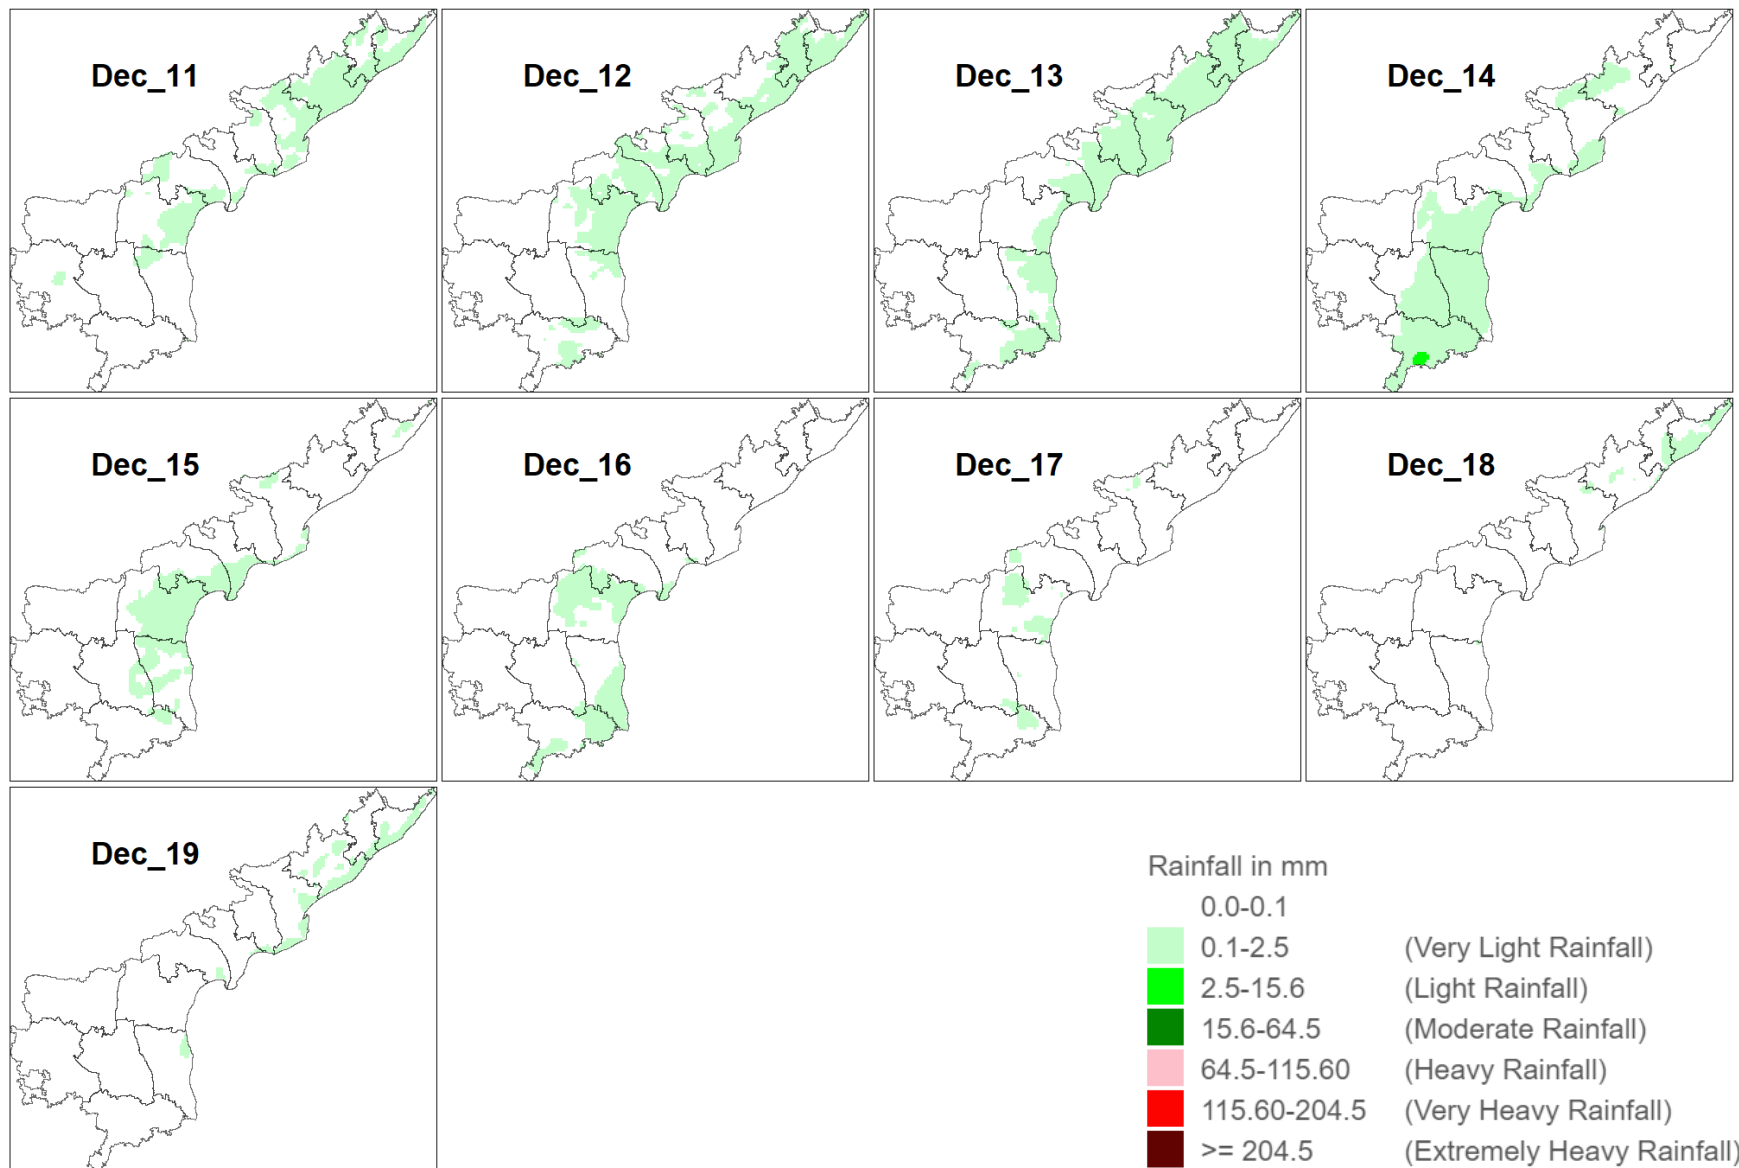 Dec_11
Dec_12
Dec_13
Dec_14
Dec_15
Dec_16
Dec_17
Dec_18
Dec_19
Rainfall in mm
0.0-0.1
0.1-2.5 (Very Light Rainfall)
2.5-15.6 (Light Rainfall)
15.6-64.5 (Moderate Rainfall)
64.5-115.60 (Heavy Rainfall)
115.60-204.5 (Very Heavy Rainfall)
>= 204.5 (Extremely Heavy Rainfall)